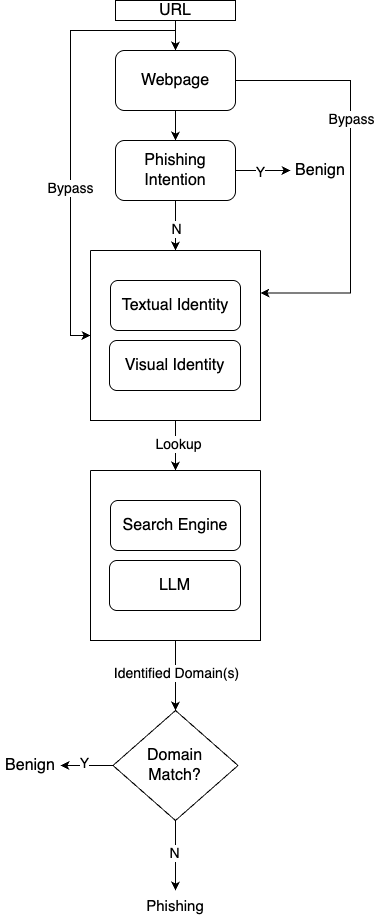 URL
Webpage
Bypass
Phishing
Intention
Y
Benign
Bypass
N
Textual Identity
Visual Identity
Lookup
Search Engine
LLM
Identified Domain(s)
Domain
Match?
Y
Benign
N
Phishing